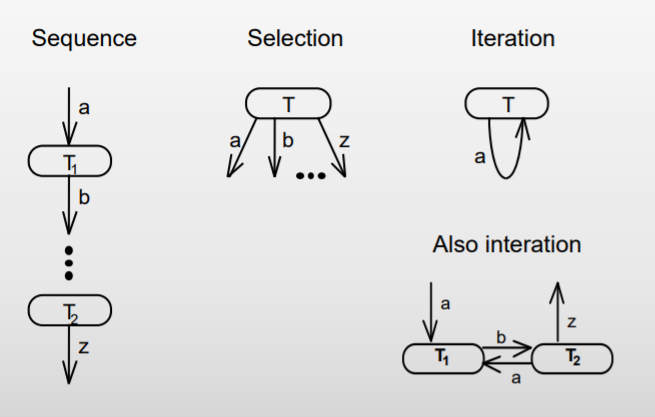 Sequence
Selection
Iteration
a
T1
b
T2
z
T
a
b
z
T
a
Also interation
a
z
T1
b
T2
a